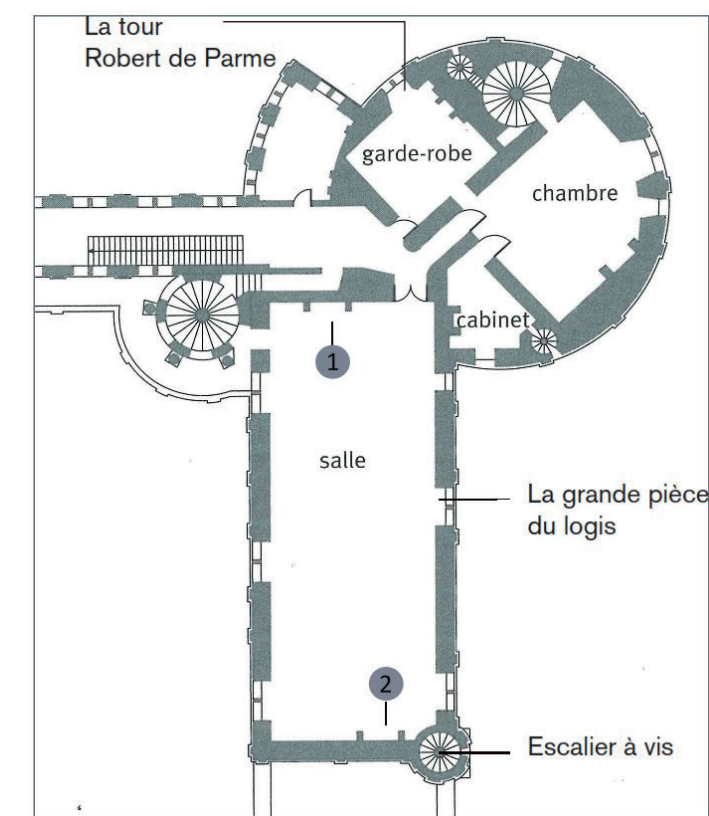 La tour
Robert de Parme
garde-robe
chambre
cabinet
1
salle
La grande pièce
du logis
2
Escalier à vis